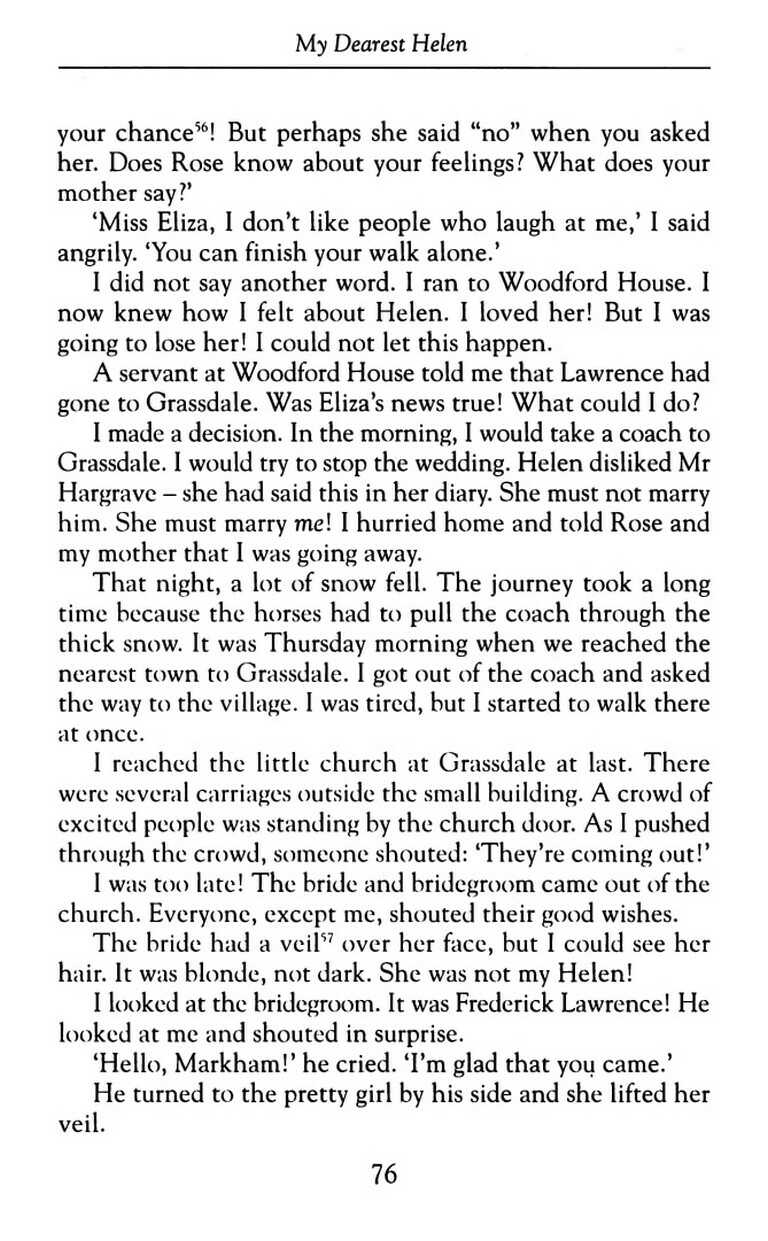 My Dearest Helen
your chance⁵⁶! But perhaps she said “no” when you asked
her. Does Rose know about your feelings? What does your
mother say?’
‘Miss Eliza, I don’t like people who laugh at me,’ I said
angrily. ‘You can finish your walk alone.’
I did not say another word. I ran to Woodford House. I
now knew how I felt about Helen. I loved her! But I was
going to lose her! I could not let this happen.
A servant at Woodford House told me that Lawrence had
gone to Grassdale. Was Eliza’s news true! What could I do?
I made a decision. In the morning, I would take a coach to
Grassdale. I would try to stop the wedding. Helen disliked Mr
Hargrave – she had said this in her diary. She must not marry
him. She must marry me! I hurried home and told Rose and
my mother that I was going away.
That night, a lot of snow fell. The journey took a long
time because the horses had to pull the coach through the
thick snow. It was Thursday morning when we reached the
nearest town to Grassdale. I got out of the coach and asked
the way to the village. I was tired, but I started to walk there
at once.
I reached the little church at Grassdale at last. There
were several carriages outside the small building. A crowd of
excited people was standing by the church door. As I pushed
through the crowd, someone shouted: ‘They’re coming out!’
I was too late! The bride and bridegroom came out of the
church. Everyone, except me, shouted their good wishes.
The bride had a veil⁵⁷ over her face, but I could see her
hair. It was blonde, not dark. She was not my Helen!
I looked at the bridegroom. It was Frederick Lawrence! He
looked at me and shouted in surprise.
‘Hello, Markham!’ he cried. ‘I’m glad that you came.’
He turned to the pretty girl by his side and she lifted her
veil.
76